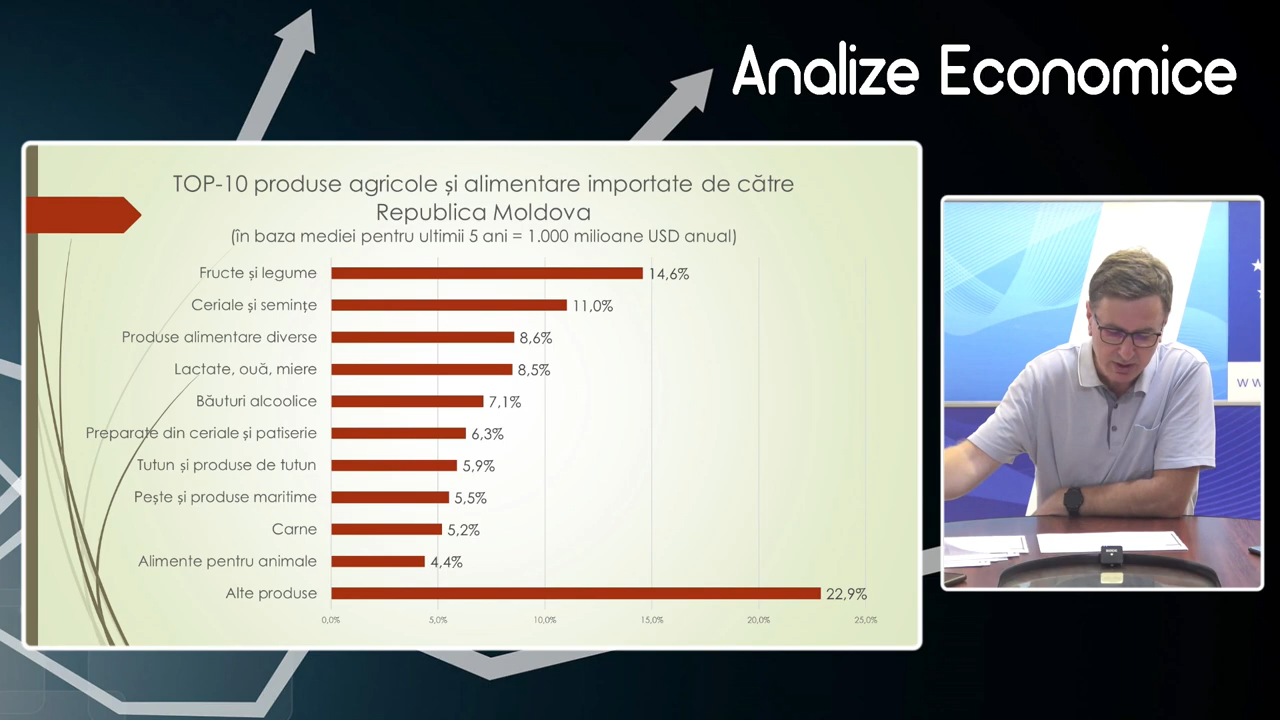 Analize Economice
TOP-10 produse agricole și alimentare importate de către
Republica Moldova
(în baza mediei pentru ultimii 5 ani = 1.000 milioane USD anual)
Fructe și legume 14,6%
Ceriale și semințe 11,0%
Produse alimentare diverse 8,6%
Lactate, ouă, miere 8,5%
Băuturi alcoolice 7,1%
Preparate din ceriale și patiserie 6,3%
Tutun și produse de tutun 5,9%
Pește și produse maritime 5,5%
Carne 5,2%
Alimente pentru animale 4,4%
Alte produse 22,9%
0,0% 5,0% 10,0% 15,0% 20,0% 25,0%